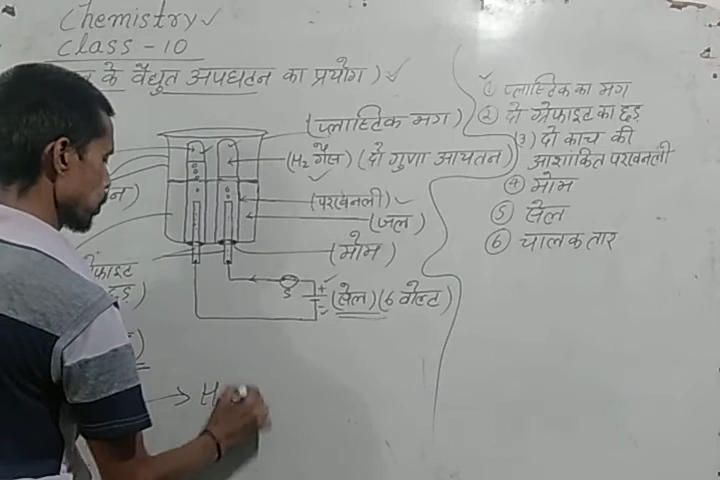 Chemistry
Class - 10
के वैद्युत अपघटन का प्रयोग)
(प्लाष्टिक मग)
(H₂ गैस) (दो गुणा आयतन)
(परखनली)
(जल)
(मोम)
(सेल) (6 वोल्ट)
+
-
S
→ H
① प्लाष्टिक का मग
② दो ग्रेफाइट का छड़
(3) दो काच की
आशांकित परखनली
④ मोम
⑤ सेल
⑥ चालक तार